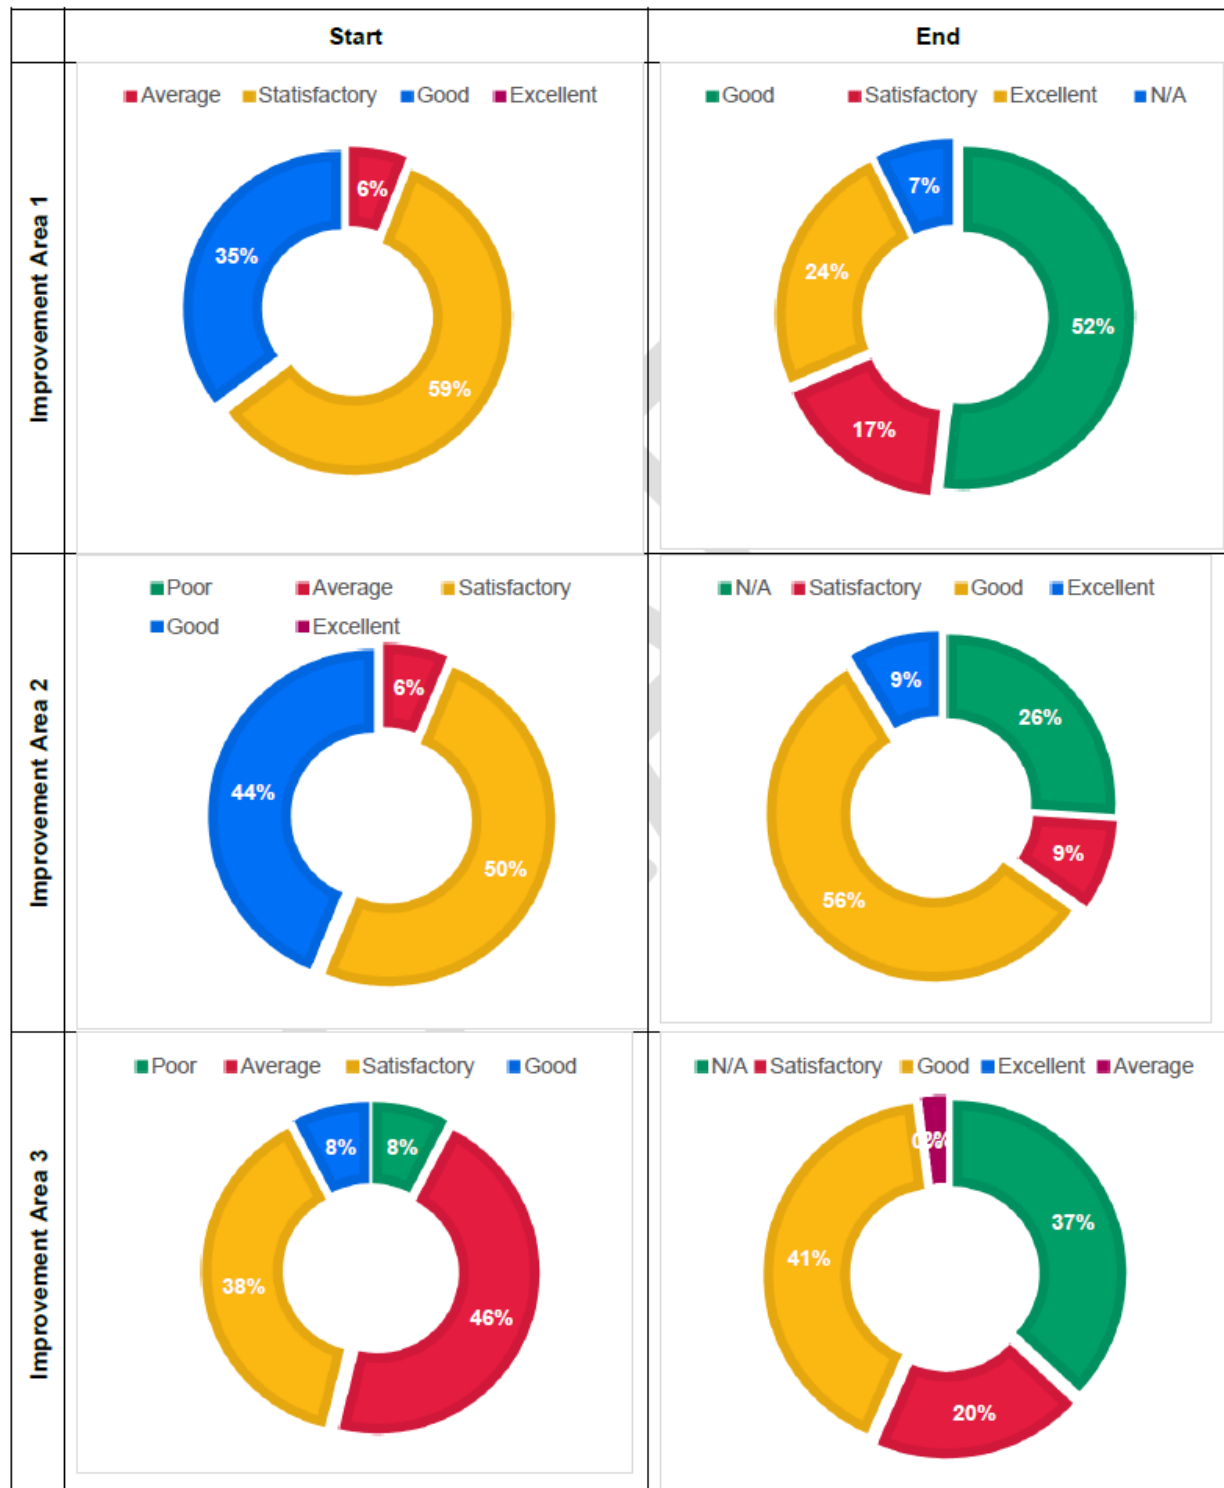 Start End
Improvement Area 1
Average Statisfactory Good Excellent
6%
35%
59%
Good Satisfactory Excellent N/A
7%
24%
52%
17%
Improvement Area 2
Poor Average Satisfactory
Good Excellent
6%
44%
50%
N/A Satisfactory Good Excellent
9%
26%
9%
56%
Improvement Area 3
Poor Average Satisfactory Good
8% 8%
38%
46%
N/A Satisfactory Good Excellent Average
37%
41%
20%